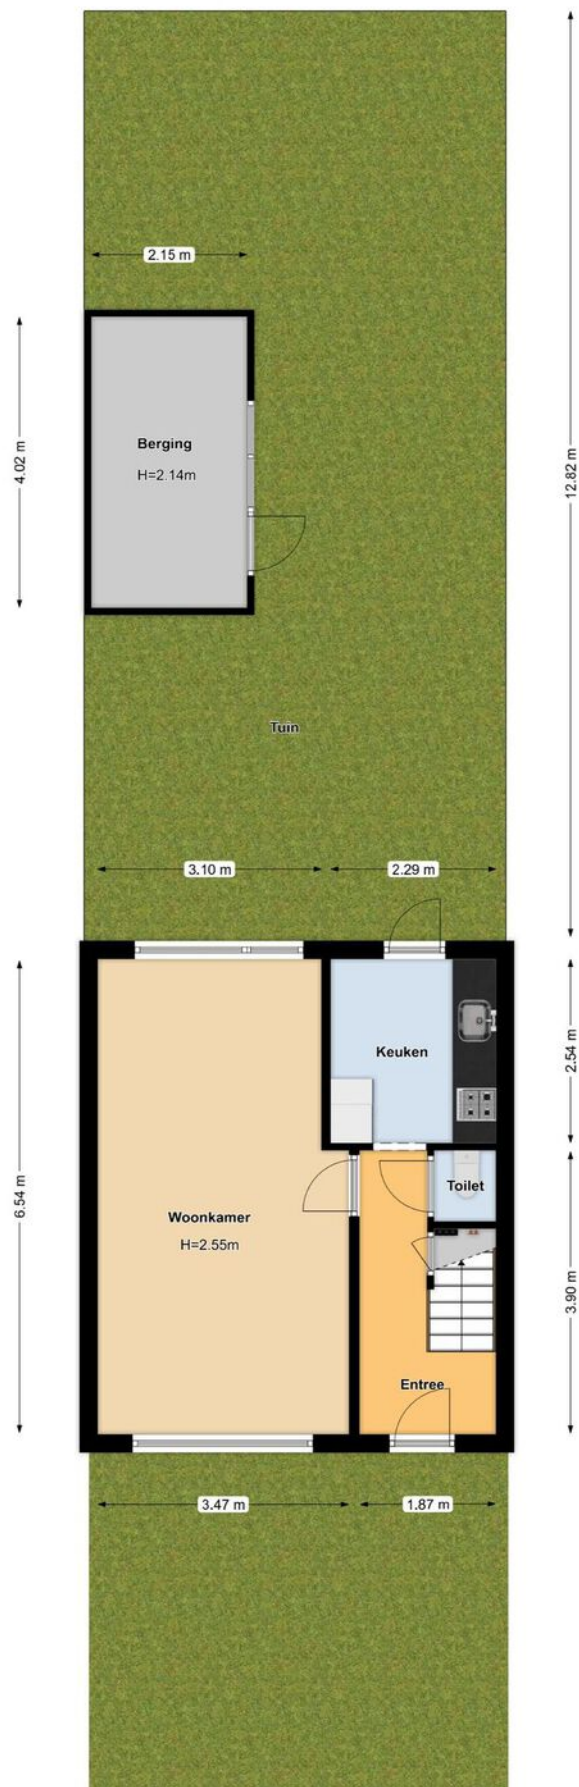 2.15 m
4.02 m
Berging
H=2.14m
12.82 m
Tuin
3.10 m
2.29 m
Keuken
2.54 m
6.54 m
Toilet
Woonkamer
H=2.55m
3.90 m
Entree
3.47 m
1.87 m